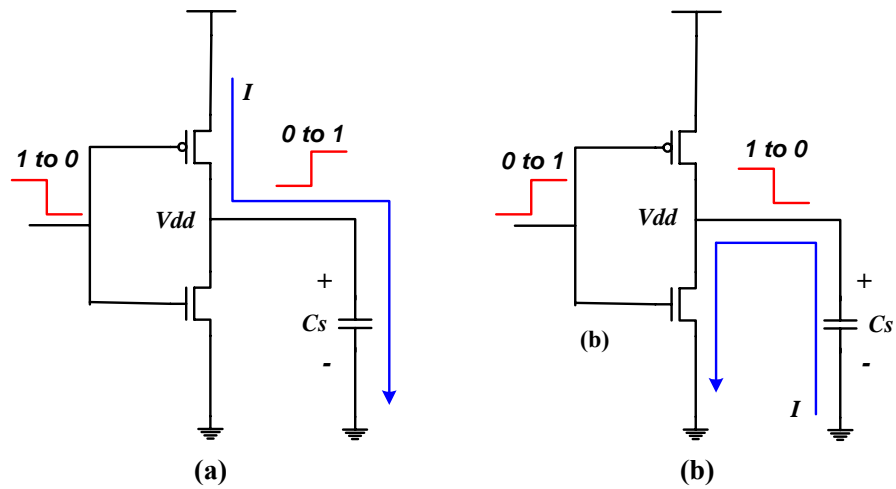 I
0 to 1
1 to 0
Vdd
+
Cs
-
(a)
0 to 1
1 to 0
Vdd
+
Cs
(b)
-
I
(b)